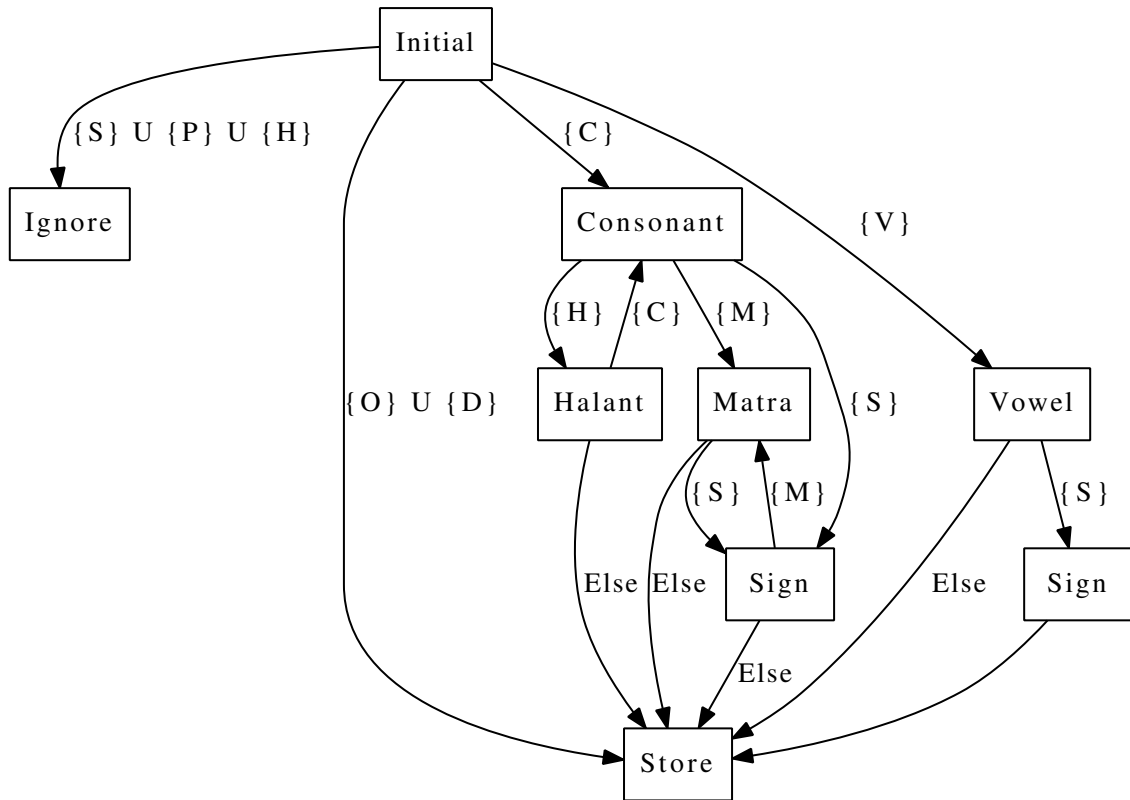 Initial
{S} U {P} U {H}
{C}
Ignore
Consonant
{V}
{H}
{C}
{M}
{O} U {D}
Halant
Matra
{S}
Vowel
{S}
{M}
{S}
Else
Else
Sign
Else
Sign
Else
Store